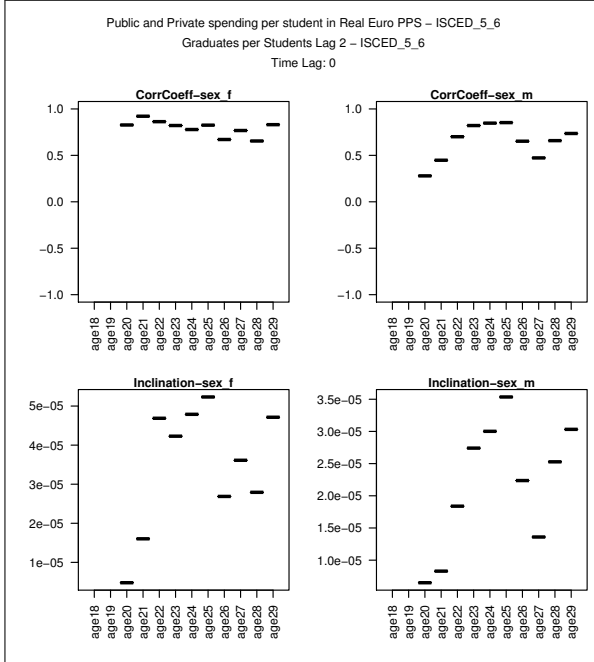 Public and Private spending per student in Real Euro PPS − ISCED_5_6
Graduates per Students Lag 2 − ISCED_5_6
Time Lag: 0
CorrCoeff−sex_f
1.0
0.5
0.0
−0.5
−1.0
age18
age19
age20
age21
age22
age23
age24
age25
age26
age27
age28
age29
CorrCoeff−sex_m
1.0
0.5
0.0
−0.5
−1.0
age18
age19
age20
age21
age22
age23
age24
age25
age26
age27
age28
age29
Inclination−sex_f
5e−05
4e−05
3e−05
2e−05
1e−05
age18
age19
age20
age21
age22
age23
age24
age25
age26
age27
age28
age29
Inclination−sex_m
3.5e−05
3.0e−05
2.5e−05
2.0e−05
1.5e−05
1.0e−05
age18
age19
age20
age21
age22
age23
age24
age25
age26
age27
age28
age29